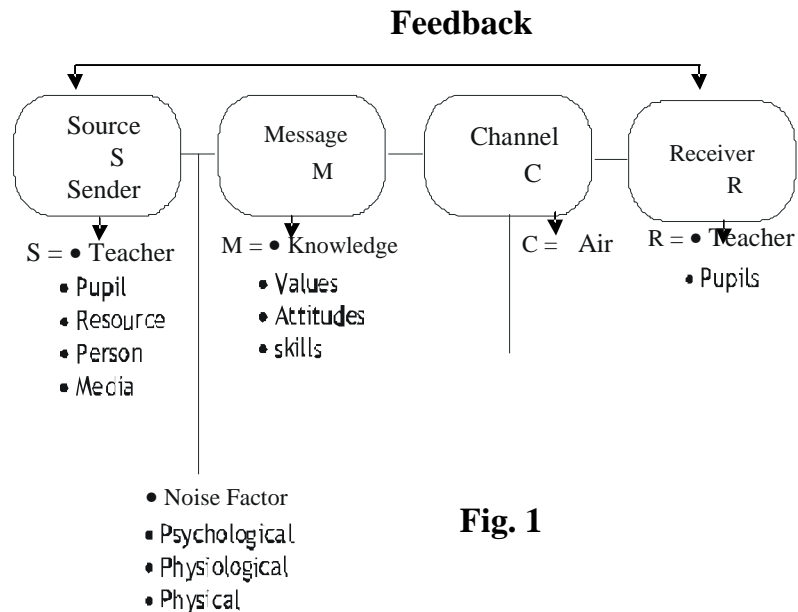 Feedback
Source
S
Sender
Message
M
Channel
C
Receiver
R
S = • Teacher
• Pupil
• Resource
• Person
• Media
M = • Knowledge
• Values
• Attitudes
• skills
C = Air
R = • Teacher
• Pupils
• Noise Factor
• Psychological
• Physiological
• Physical
Fig. 1